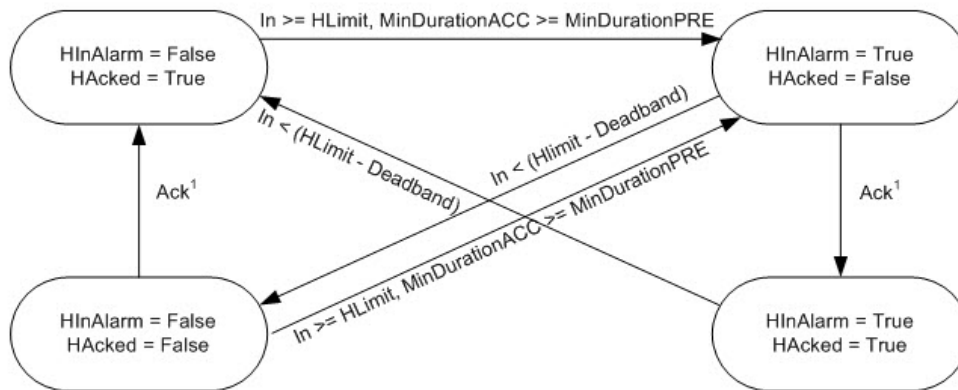 In >= HLimit, MinDurationACC >= MinDurationPRE
HInAlarm = False
HAcked = True
HInAlarm = True
HAcked = False
In < (HLimit - Deadband)
In < (Hlimit - Deadband)
In >= HLimit, MinDurationACC >= MinDurationPRE
Ack¹
Ack¹
HInAlarm = False
HAcked = False
HInAlarm = True
HAcked = True